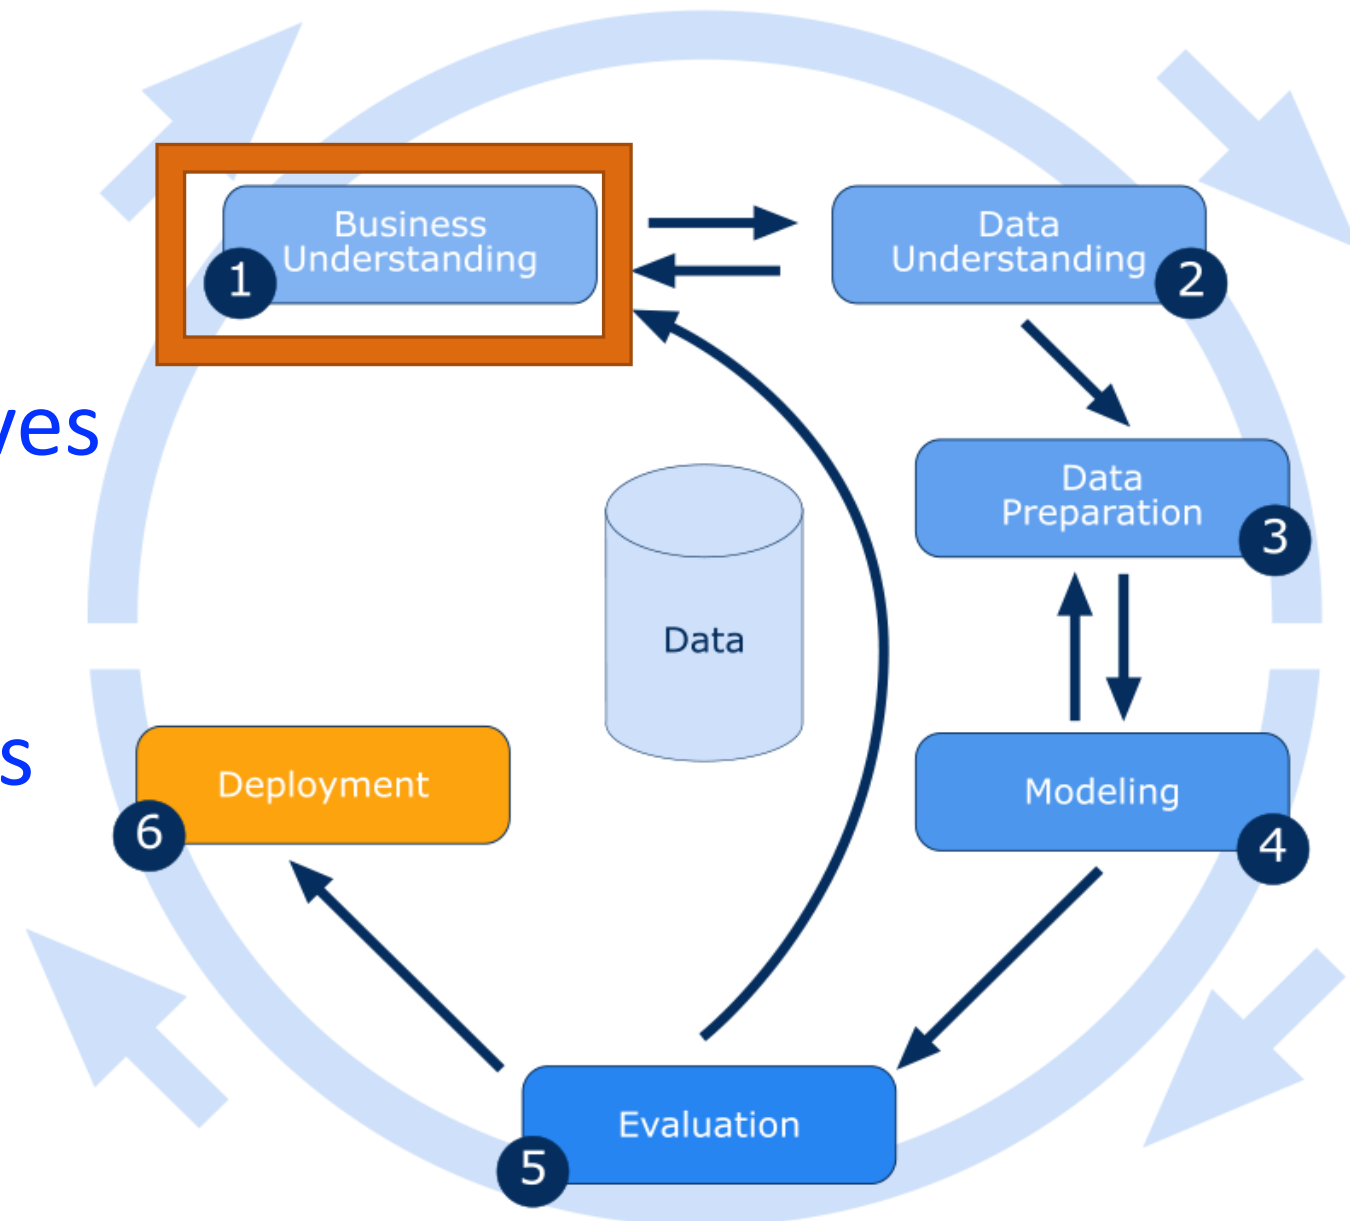 Business
Understanding
1
Data
Understanding
2
ves
Data
Preparation
3
Data
s
Deployment
6
Modeling
4
Evaluation
5